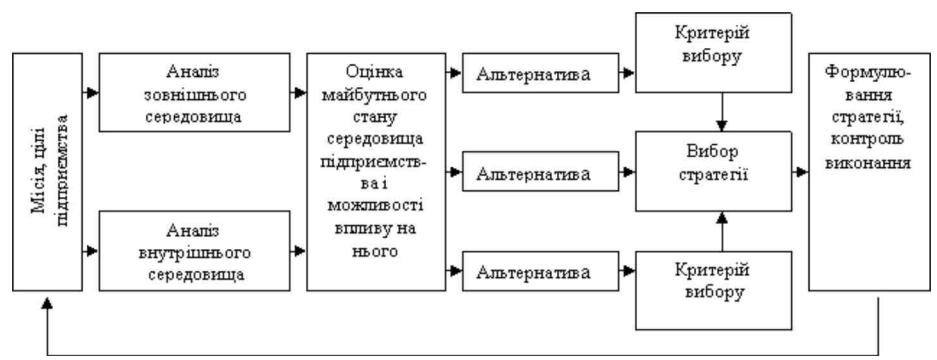 Місія, цілі
підприємства
Аналіз
зовнішнього
середовища
Аналіз
внутрішнього
середовища
Оцінка
майбутнього
стану
середовища
підприємст-
ва і
можливості
впливу на
нього
Альтернатива
Альтернатива
Альтернатива
Критерій
вибору
Вибор
стратегії
Критерій
вибору
Формулю-
вання
стратегії,
контроль
виконання